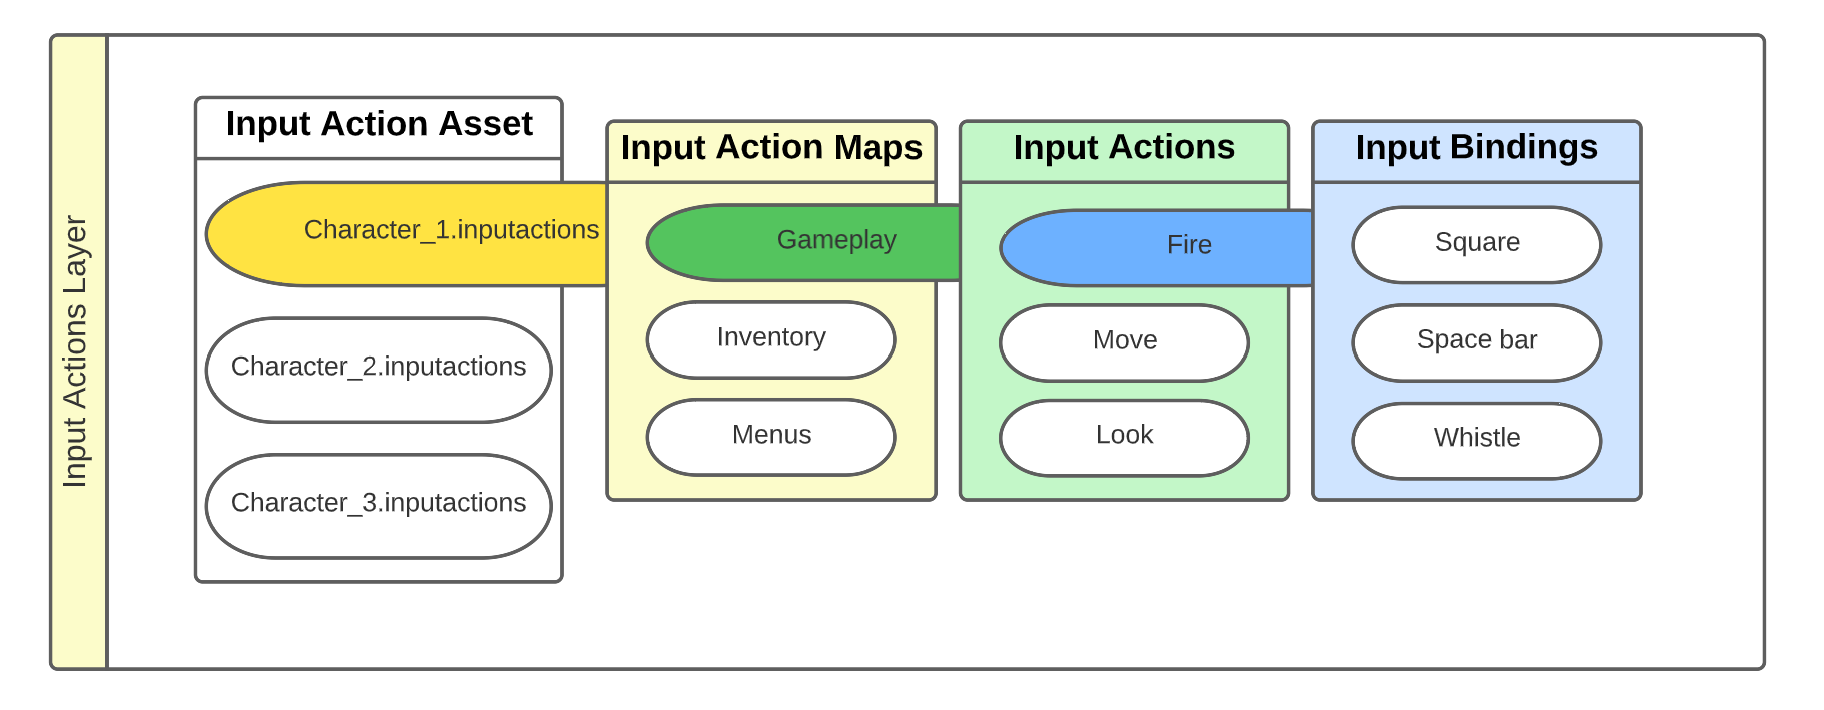 Input Actions Layer
Input Action Asset
Character_1.inputactions
Character_2.inputactions
Character_3.inputactions
Input Action Maps
Gameplay
Inventory
Menus
Input Actions
Fire
Move
Look
Input Bindings
Square
Space bar
Whistle